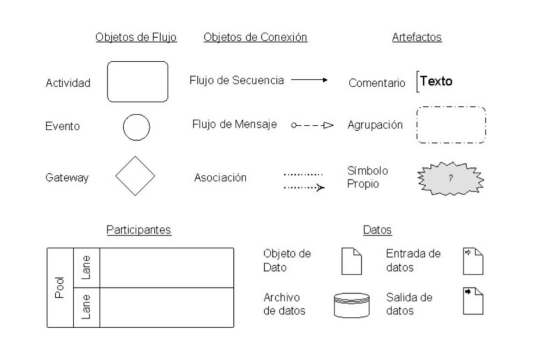 Objetos de Flujo
Objetos de Conexión
Artefactos
Actividad
Flujo de Secuencia
Comentario
Texto
Evento
Flujo de Mensaje
Agrupación
Gateway
Asociación
Símbolo
Propio
?
Participantes
Datos
Pool
Lane
Lane
Objeto de
Dato
Entrada de
datos
Archivo
de datos
Salida de
datos